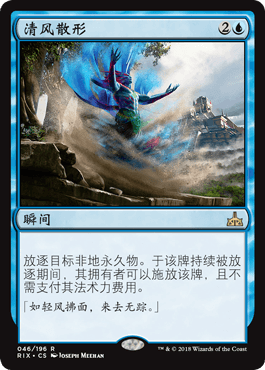 清风散形 2
瞬间
放逐目标非地永久物。于该牌持续被放
逐期间，其拥有者可以施放该牌，且不
需支付其法术力费用。
「如轻风拂面，来去无踪。」
046/196 R
RIX • CS JOSEPH MEEHAN
™ & © 2018 Wizards of the Coast